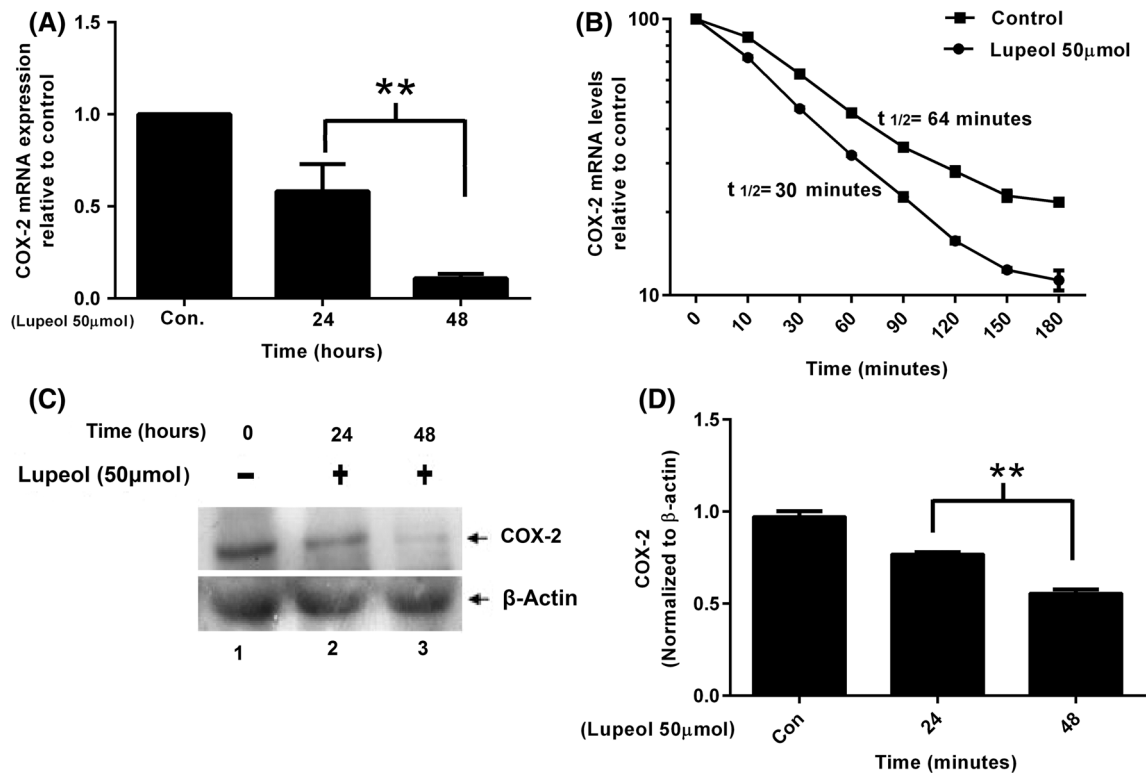 (A)
COX-2 mRNA expression
relative to control
1.5
1.0
0.5
0.0
**
(Lupeol 50μmol)
Con.
24
48
Time (hours)
(B)
COX-2 mRNA levels
relative to control
100
10
Control
Lupeol 50μmol
t 1/2= 64 minutes
t 1/2= 30 minutes
0
10
30
60
90
120
150
180
Time (minutes)
(C)
Time (hours) 0 24 48
Lupeol (50μmol) - + +
COX-2
β-Actin
1 2 3
(D)
COX-2
(Normalized to β-actin)
1.5
1.0
0.5
0.0
**
(Lupeol 50μmol)
Con
24
48
Time (minutes)